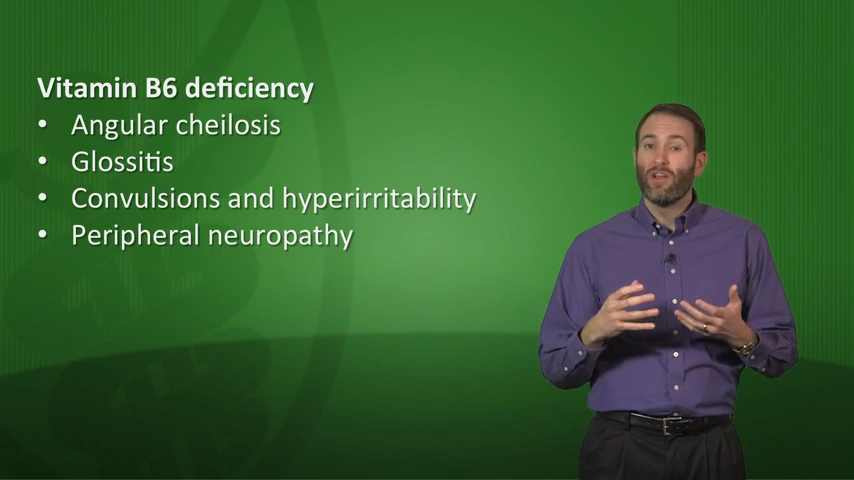 Vitamin B6 deficiency
• Angular cheilosis
• Glossitis
• Convulsions and hyperirritability
• Peripheral neuropathy